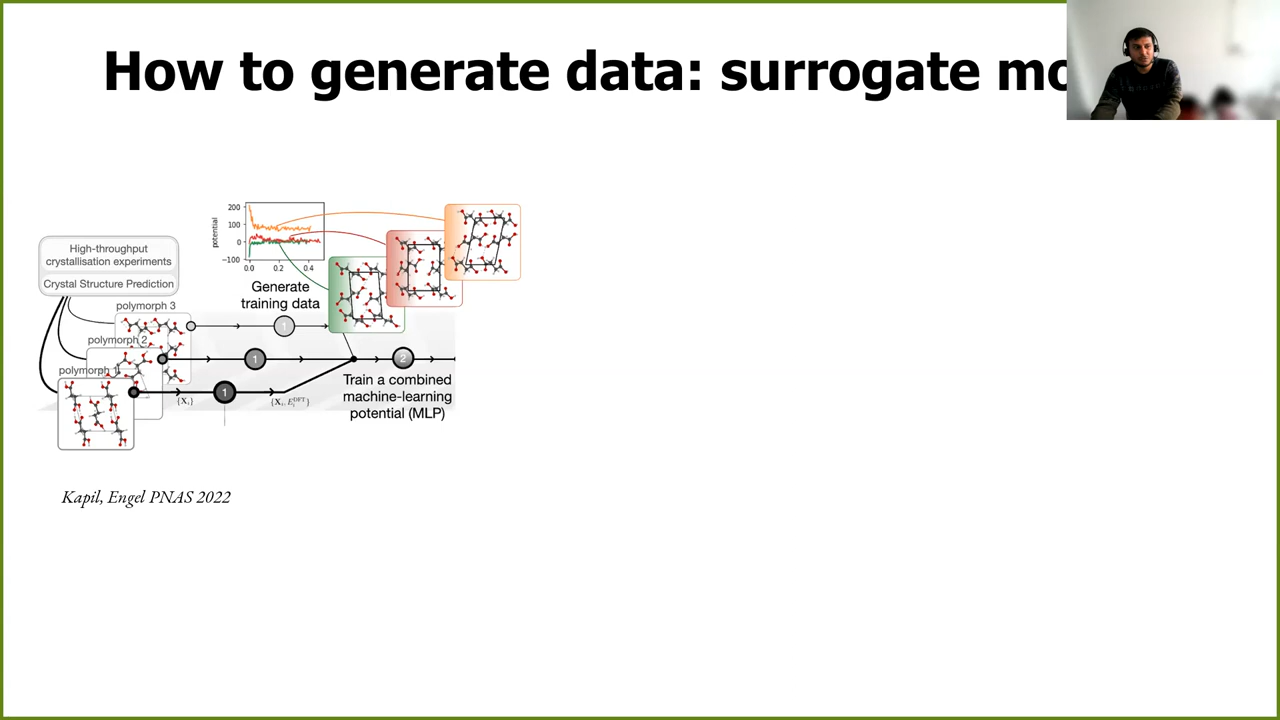 How to generate data: surrogate mo
200
100
0
−100
potential
0.0 0.2 0.4
High-throughput
crystallisation experiments
Crystal Structure Prediction
Generate
training data
polymorph 3
polymorph 2
polymorph 1
1
1
2
1
{Xᵢ}
Train a combined
machine-learning
potential (MLP)
Kapil, Engel PNAS 2022